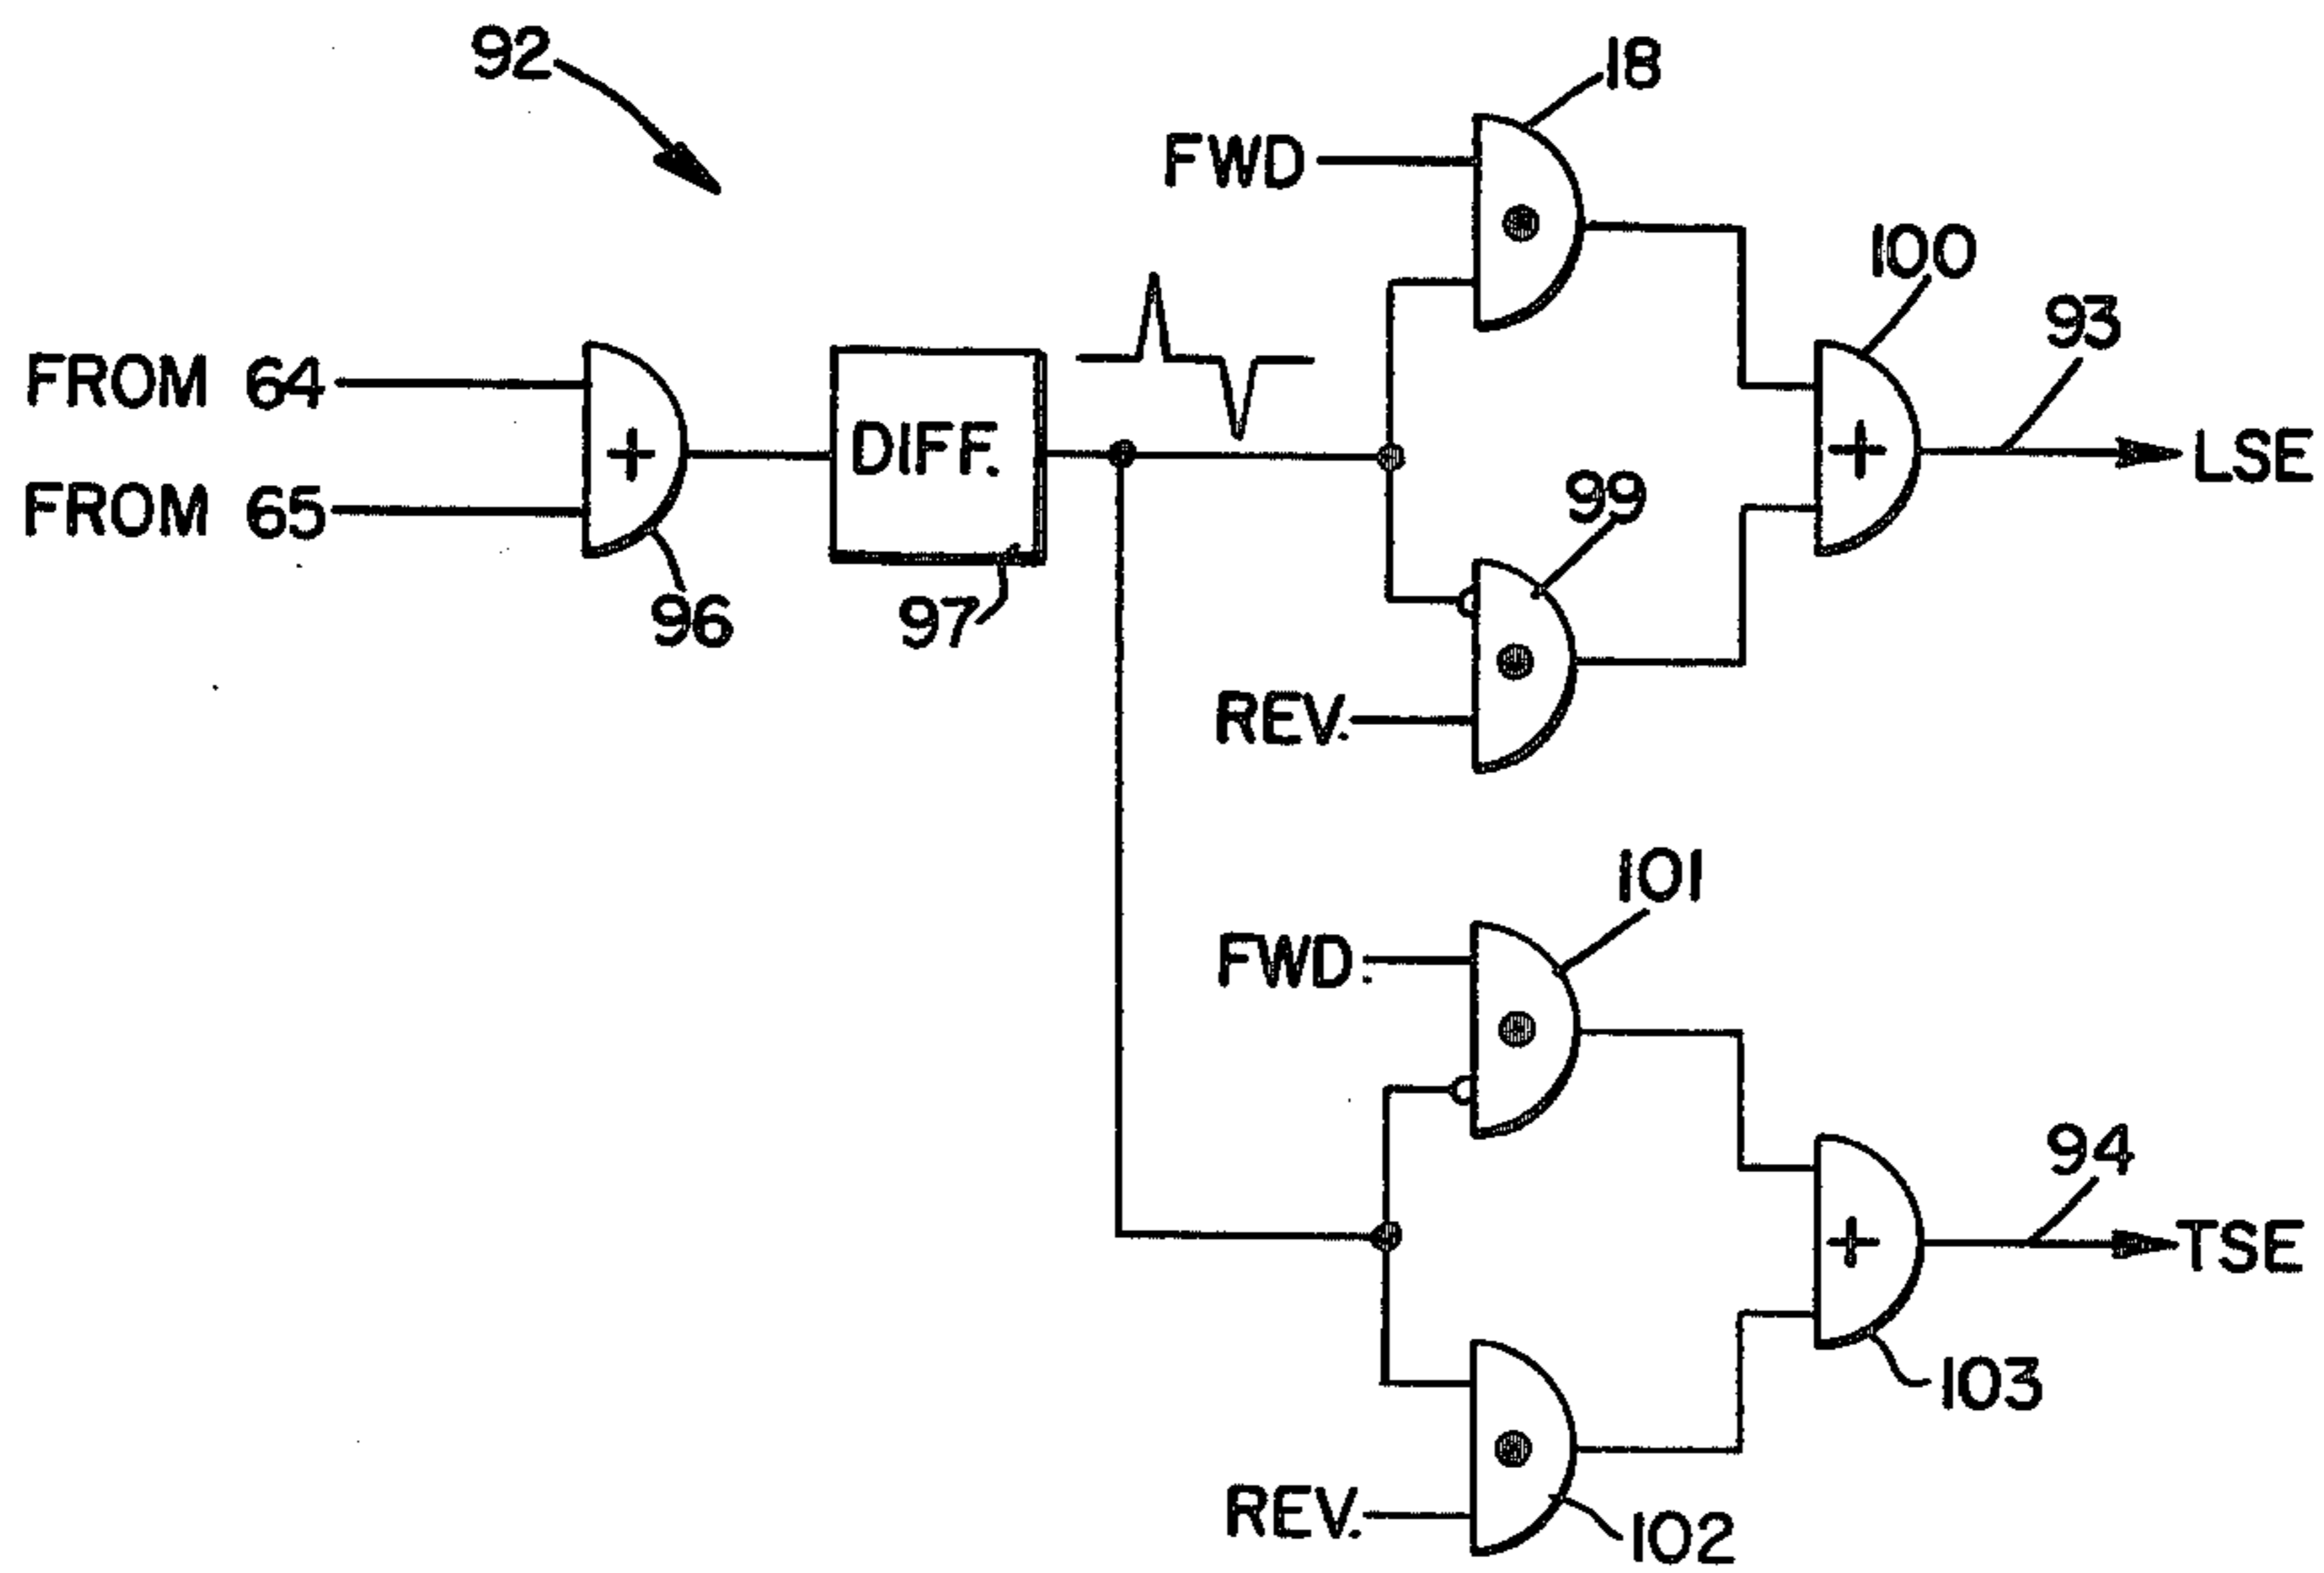 92
18
FWD
100
93
FROM 64
DIFF.
LSE
FROM 65
99
96
97
REV.
101
FWD.
94
TSE
103
REV.
102